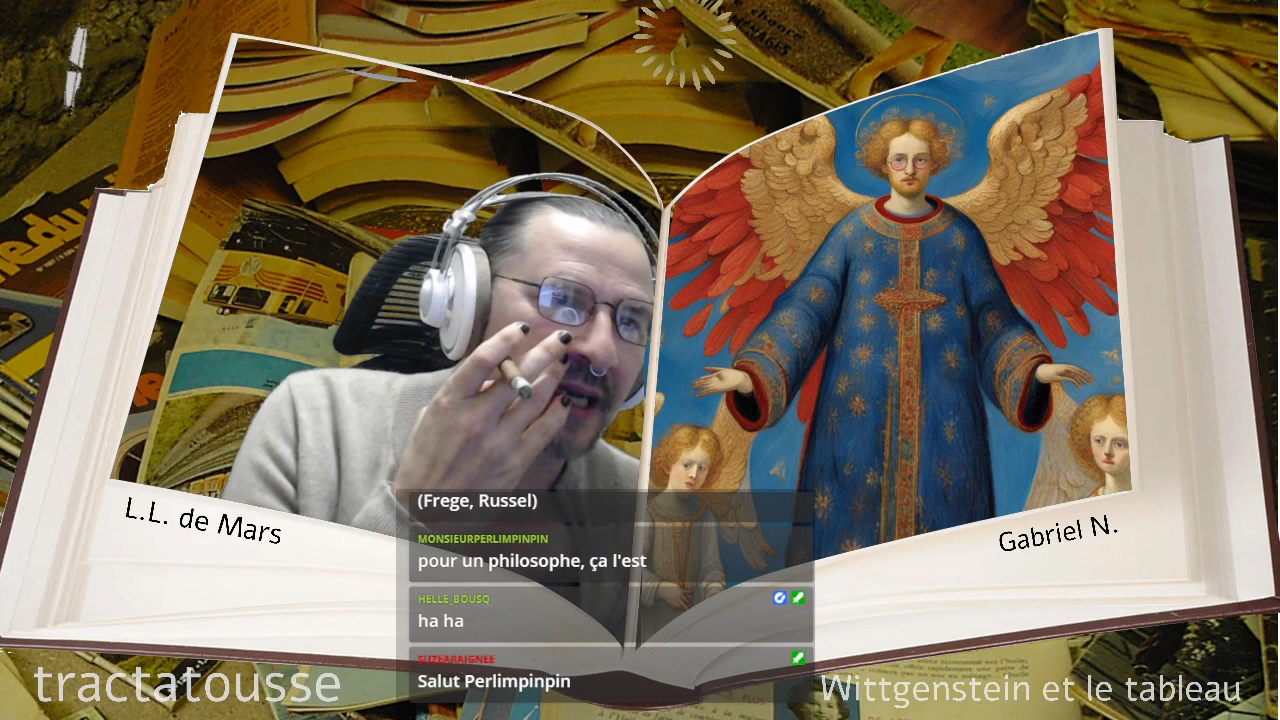 L.L. de Mars
Gabriel N.
(Frege, Russel)
MONSIEURPERLIMPINPIN
pour un philosophe, ça l'est
HELLE_BOUSQ
ha ha
SUZEARAIGNEE
Salut Perlimpinpin
tractatousse
Wittgenstein et le tableau